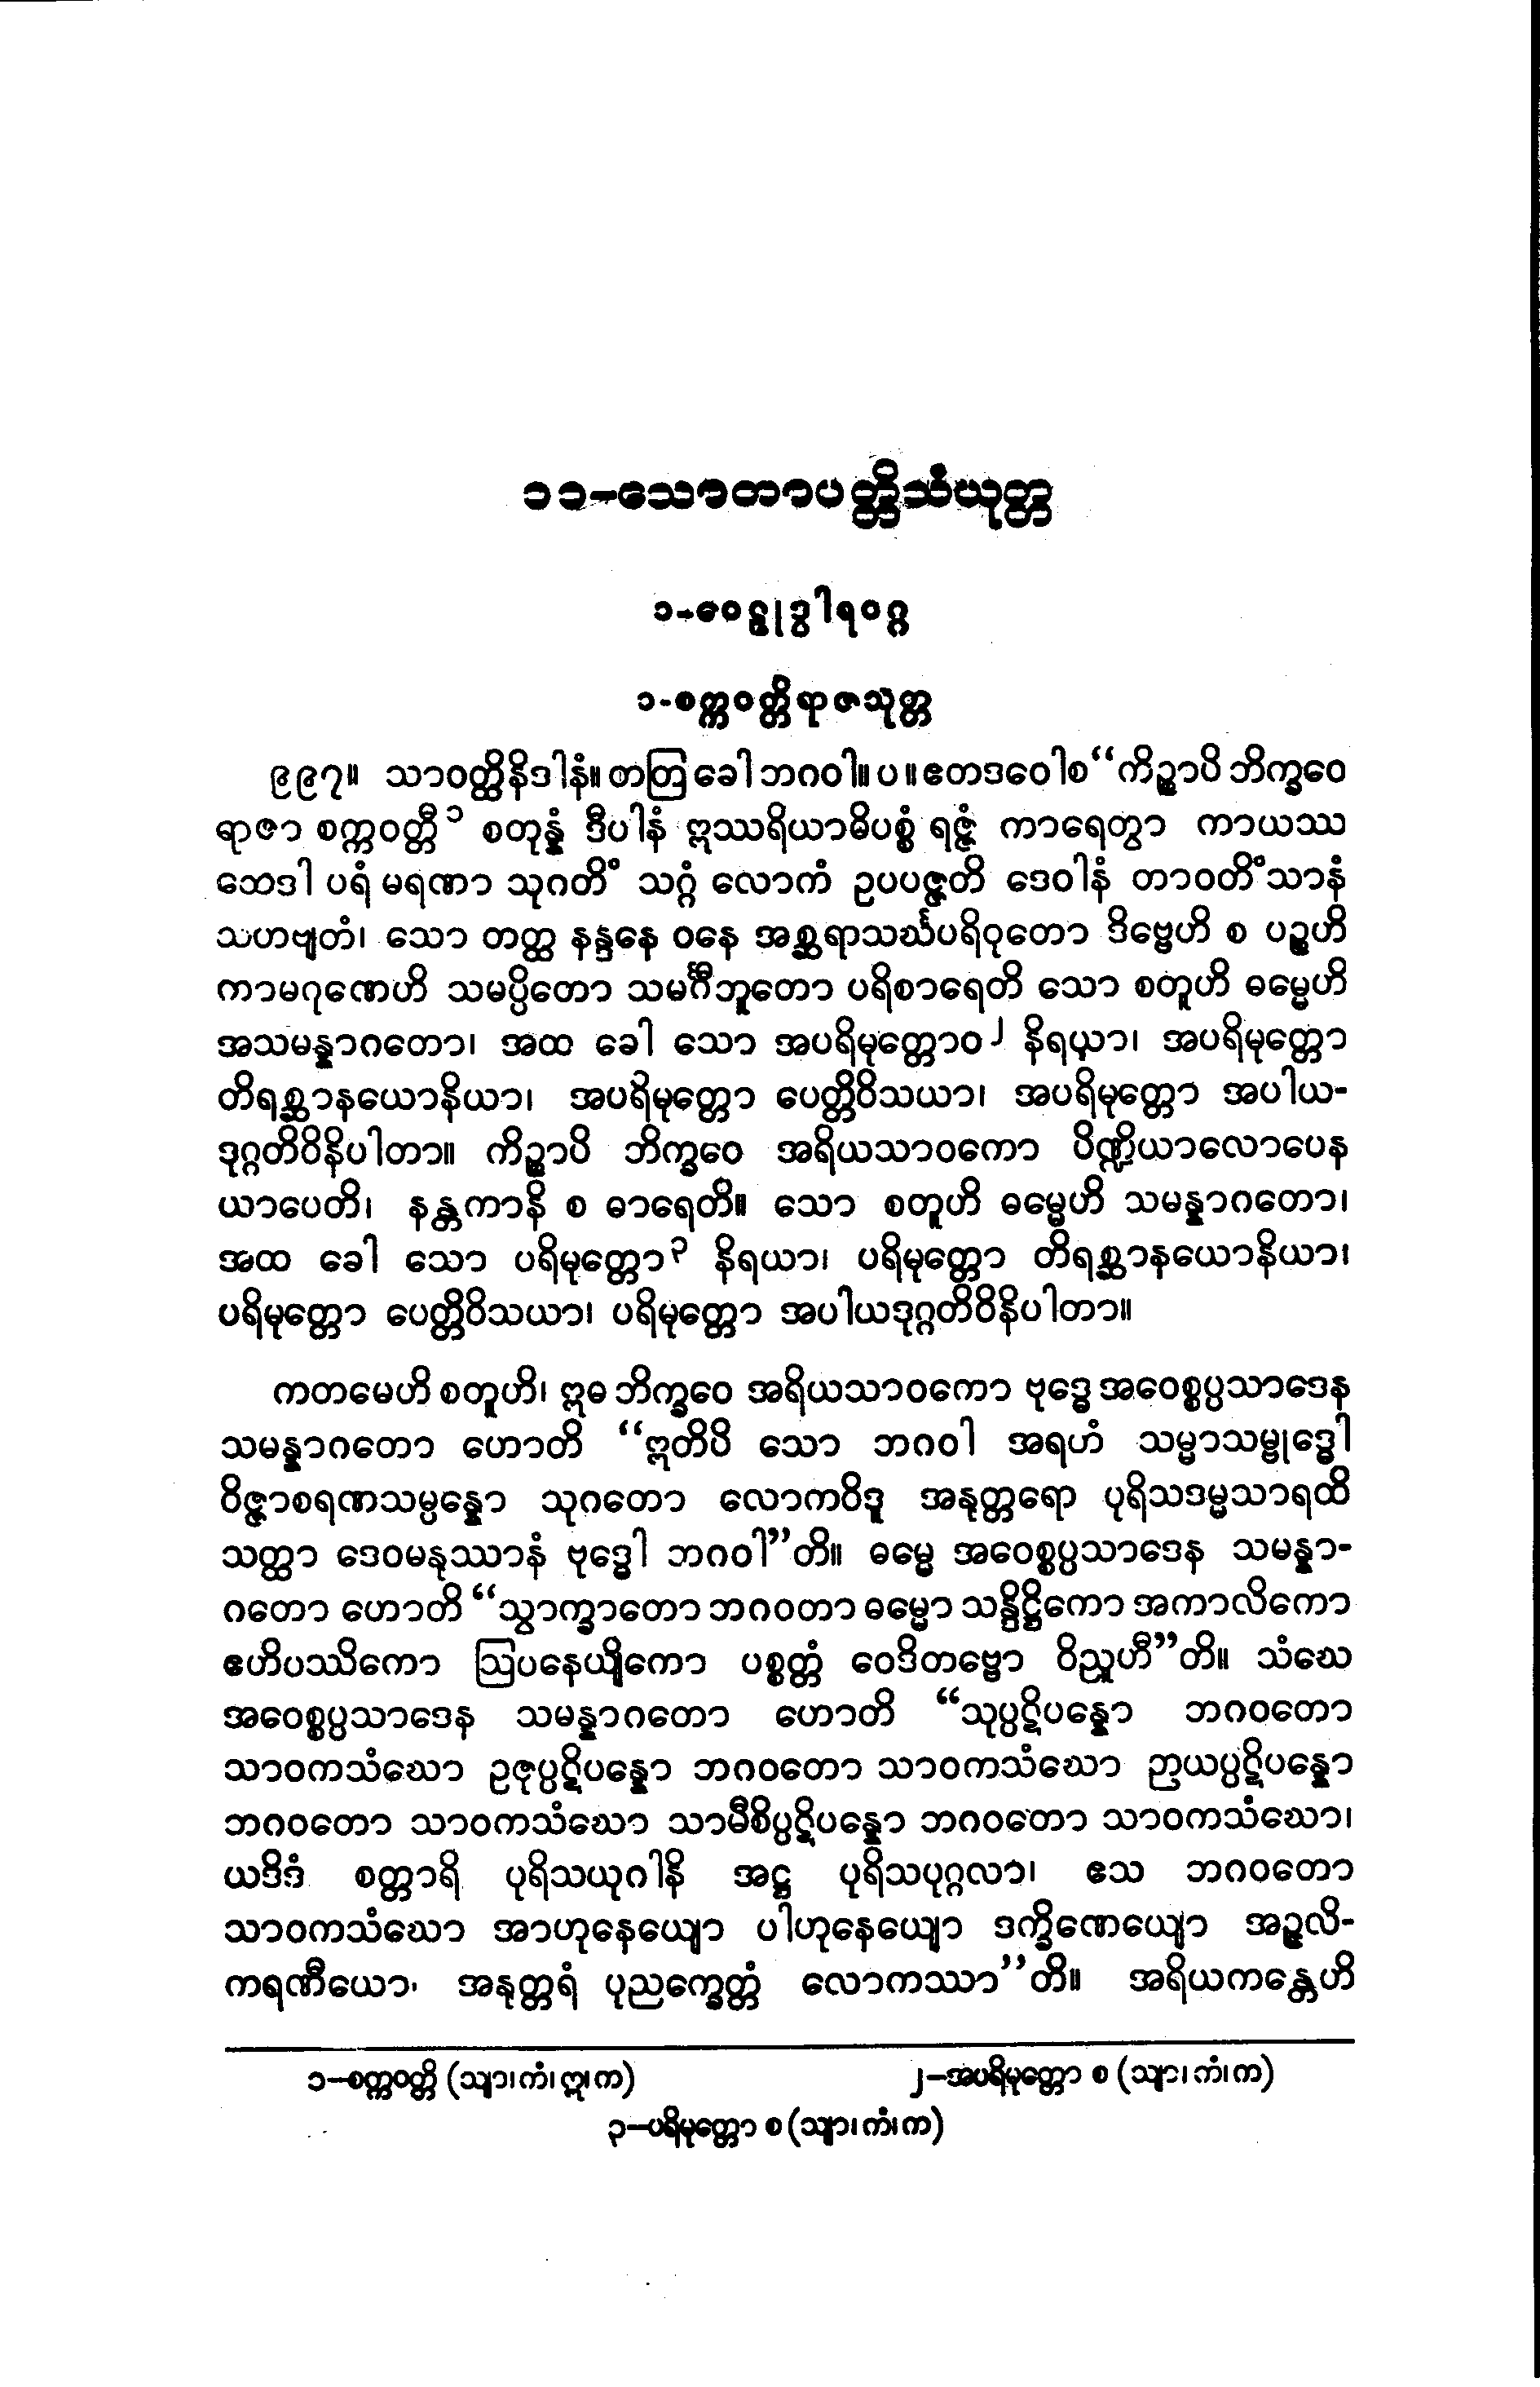 ၁၁-သောတာပတ္တိသံယုတ္တ
၁-ဝေဠုဒွါရဝဂ္ဂ
၁-စက္ကဝတ္တိရာဇသုတ္တ
၉၉၇။ သာဝတ္ထိနိဒါနံ။ တတြ ခေါ ဘဂဝါ။ ပ ။ ဧတဒဝေါစ “ကိဉ္စာပိ ဘိက္ခဝေ
ရာဇာ စက္ကဝတ္တီ ၁ စတုန္နံ ဒီပါနံ ဣဿရိယာဓိပစ္စံ ရဇ္ဇံ ကာရေတွာ ကာယဿ
ဘေဒါ ပရံ မရဏာ သုဂတိံ သဂ္ဂံ လောကံ ဥပပဇ္ဇတိ ဒေဝါနံ တာဝတိံသာနံ
သဟဗျတံ၊ သော တတ္ထ နန္ဒနေ ဝနေ အစ္ဆရာသင်္ဃပရိဝုတော ဒိဗ္ဗေဟိ စ ပဉ္စဟိ
ကာမဂုဏေဟိ သမပ္ပိတော သမင်္ဂီဘူတော ပရိစာရေတိ သော စတူဟိ ဓမ္မေဟိ
အသမန္နာဂတော၊ အထ ခေါ သော အပရိမုတ္တောဝ ၂ နိရယာ၊ အပရိမုတ္တော
တိရစ္ဆာနယောနိယာ၊ အပရိမုတ္တော ပေတ္တိဝိသယာ၊ အပရိမုတ္တော အပါယ-
ဒုဂ္ဂတိဝိနိပါတာ။ ကိဉ္စာပိ ဘိက္ခဝေ အရိယသာဝကော ပိဏ္ဍိယာလောပေန
ယာပေတိ၊ နန္တကာနိ စ ဓာရေတိ။ သော စတူဟိ ဓမ္မေဟိ သမန္နာဂတော၊
အထ ခေါ သော ပရိမုတ္တော ၃ နိရယာ၊ ပရိမုတ္တော တိရစ္ဆာနယောနိယာ၊
ပရိမုတ္တော ပေတ္တိဝိသယာ၊ ပရိမုတ္တော အပါယဒုဂ္ဂတိဝိနိပါတာ။
ကတမေဟိ စတူဟိ၊ ဣဓ ဘိက္ခဝေ အရိယသာဝကော ဗုဒ္ဓေ အဝေစ္စပ္ပသာဒေန
သမန္နာဂတော ဟောတိ “ဣတိပိ သော ဘဂဝါ အရဟံ သမ္မာသမ္ဗုဒ္ဓေါ
ဝိဇ္ဇာစရဏသမ္ပန္နော သုဂတော လောကဝိဒူ အနုတ္တရော ပုရိသဒမ္မသာရထိ
သတ္ထာ ဒေဝမနုဿာနံ ဗုဒ္ဓေါ ဘဂဝါ”တိ။ ဓမ္မေ အဝေစ္စပ္ပသာဒေန သမန္နာ-
ဂတော ဟောတိ “သွာက္ခာတော ဘဂဝတာ ဓမ္မော သန္ဒိဋ္ဌိကော အကာလိကော
ဧဟိပဿိကော ဩပနေယျိကော ပစ္စတ္တံ ဝေဒိတဗ္ဗော ဝိညူဟီ”တိ။ သံဃေ
အဝေစ္စပ္ပသာဒေန သမန္နာဂတော ဟောတိ “သုပ္ပဋိပန္နော ဘဂဝတော
သာဝကသံဃော ဥဇုပ္ပဋိပန္နော ဘဂဝတော သာဝကသံဃော ဉာယပ္ပဋိပန္နော
ဘဂဝတော သာဝကသံဃော သာမီစိပ္ပဋိပန္နော ဘဂဝတော သာဝကသံဃော၊
ယဒိဒံ စတ္တာရိ ပုရိသယုဂါနိ အဋ္ဌ ပုရိသပုဂ္ဂလာ၊ ဧသ ဘဂဝတော
သာဝကသံဃော အာဟုနေယျော ပါဟုနေယျော ဒက္ခိဏေယျော အဉ္ဇလိ-
ကရဏီယော၊ အနုတ္တရံ ပုညက္ခေတ္တံ လောကဿာ”တိ။ အရိယကန္တေဟိ
၁-စက္ကဝတ္တိ (သျာ၊ ကံ၊ ဣ၊ က) ၂-အပရိမုတ္တော စ (သျာ၊ ကံ၊ က)
၃-ပရိမုတ္တော စ (သျာ၊ ကံ၊ က)